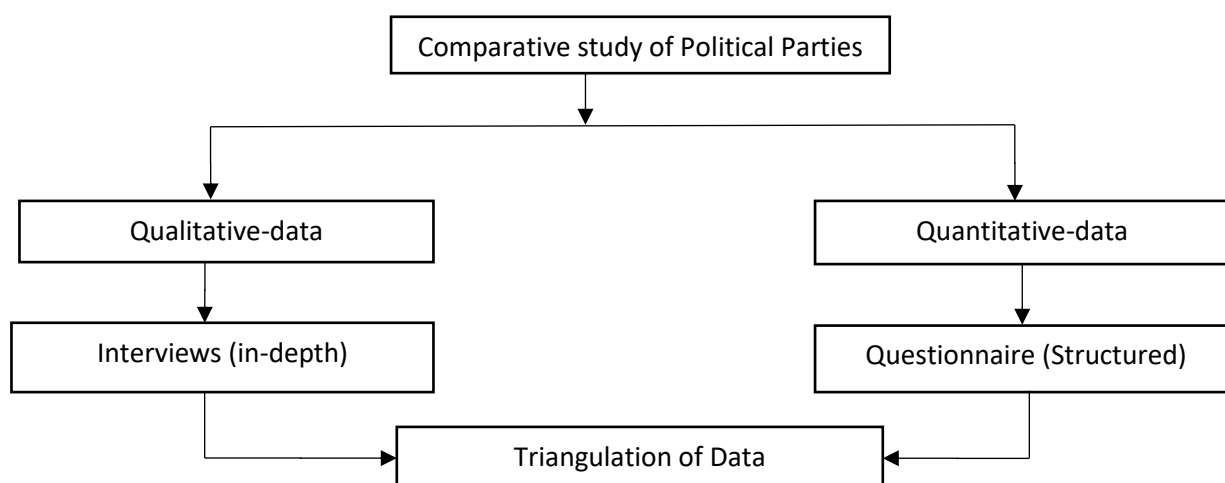 Comparative study of Political Parties
Qualitative-data
Quantitative-data
Interviews (in-depth)
Questionnaire (Structured)
Triangulation of Data